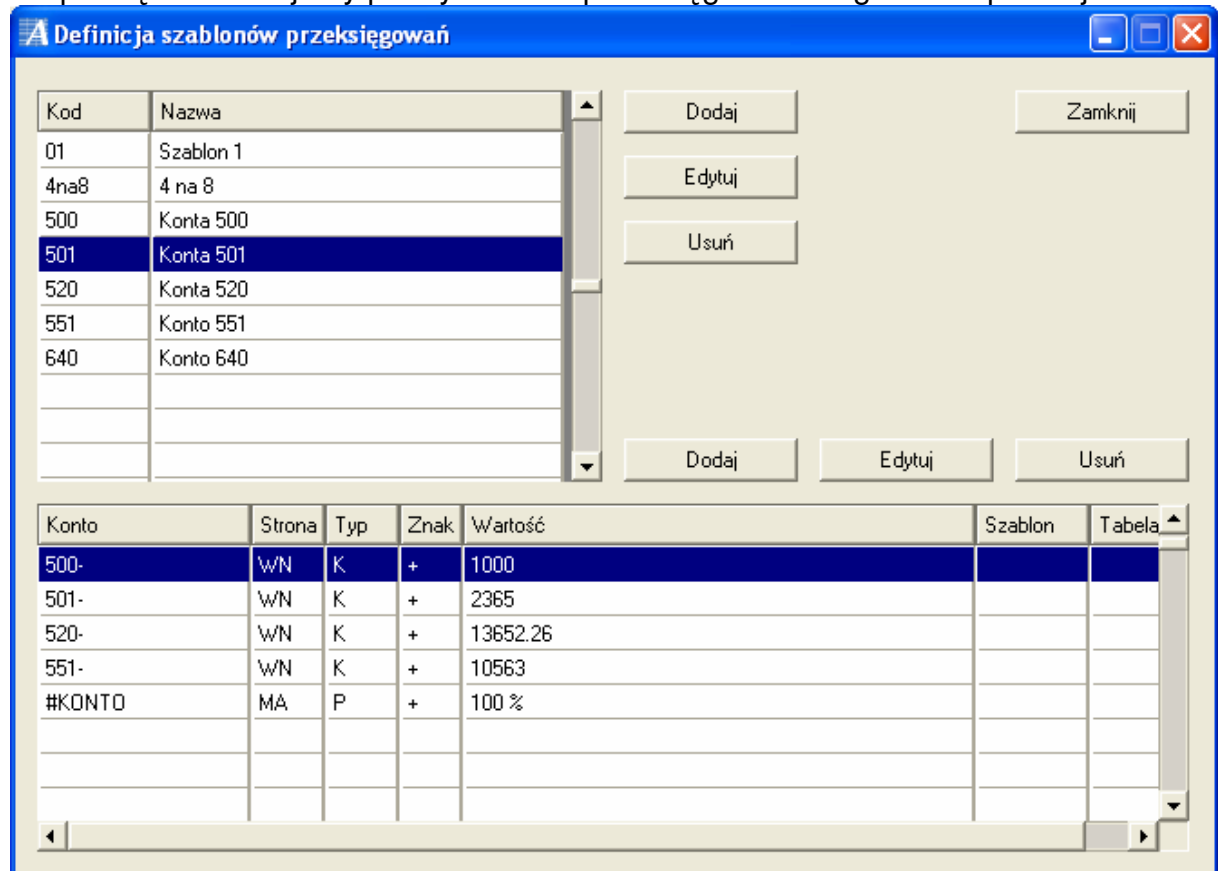 Definicja szablonów przeksięgowań
Kod Nazwa Dodaj Zamknij
01 Szablon 1
4na8 4 na 8 Edytuj
500 Konta 500
501 Konta 501 Usuń
520 Konta 520
551 Konto 551
640 Konto 640
Dodaj Edytuj Usuń
Konto Strona Typ Znak Wartość Szablon Tabela
500- WN K + 1000
501- WN K + 2365
520- WN K + 13652.26
551- WN K + 10563
#KONTO MA P + 100 %